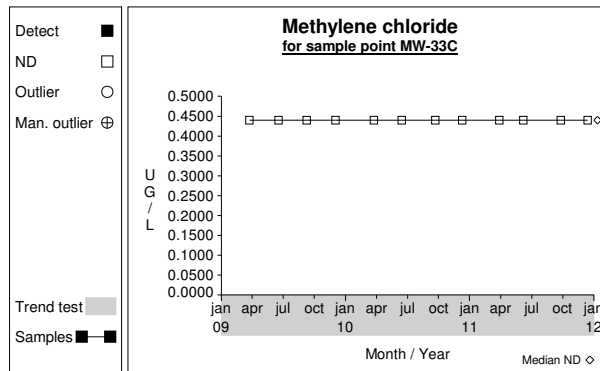 Detect
ND
Outlier
Man. outlier
Trend test
Samples
Methylene chloride
for sample point MW-33C
0.5000
0.4500
0.4000
0.3500
0.3000
0.2500
0.2000
0.1500
0.1000
0.0500
0.0000
U
G
/
L
jan apr jul oct jan apr jul oct jan apr jul oct jan
09 10 11 12
Month / Year
Median ND